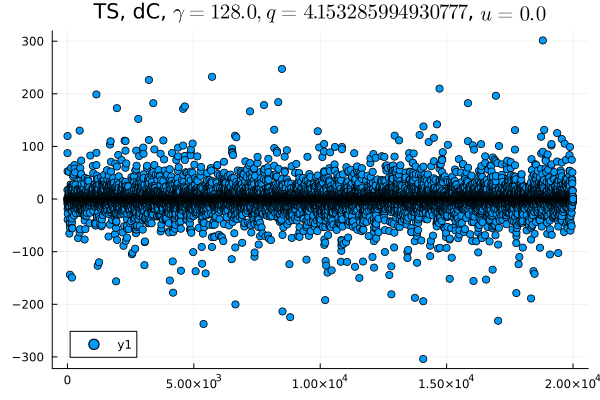 TS, dC, γ = 128.0, q = 4.153285994930777, u = 0.0
300
200
100
0
−100
−200
−300
y1
0 5.00×10³ 1.00×10⁴ 1.50×10⁴ 2.00×10⁴